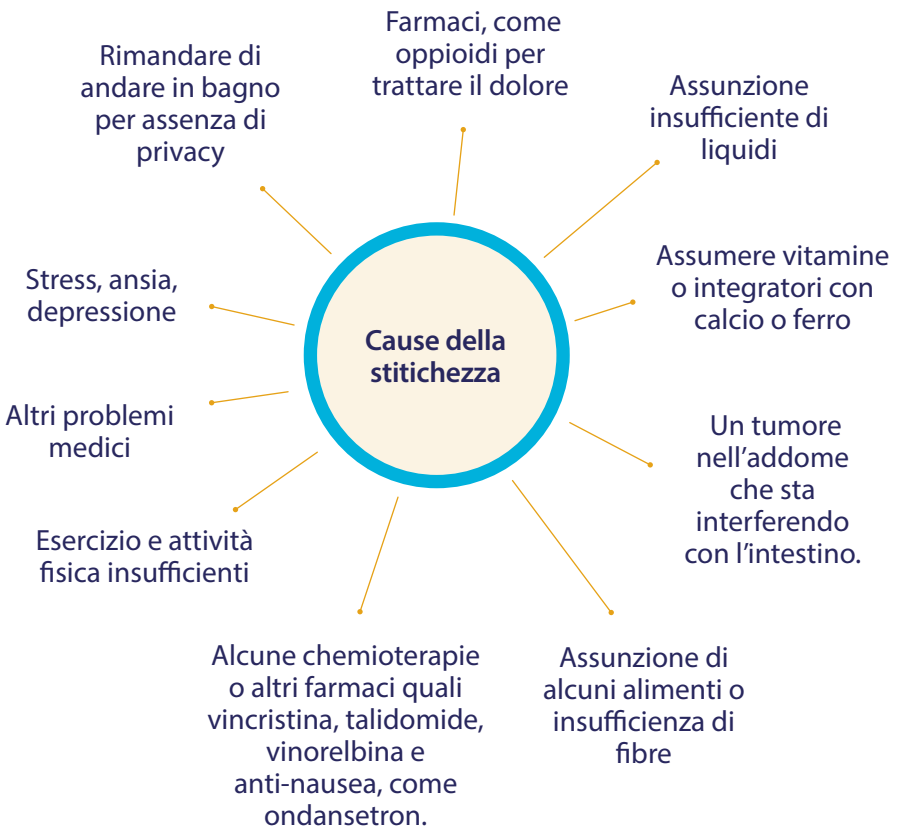 Farmaci, come
oppioidi per
trattare il dolore
Rimandare di
andare in bagno
per assenza di
privacy
Assunzione
insufficiente di
liquidi
Stress, ansia,
depressione
Assumere vitamine
o integratori con
calcio o ferro
Cause della
stitichezza
Altri problemi
medici
Un tumore
nell’addome
che sta
interferendo
con l’intestino.
Esercizio e attività
fisica insufficienti
Alcune chemioterapie
o altri farmaci quali
vincristina, talidomide,
vinorelbina e
anti-nausea, come
ondansetron.
Assunzione di
alcuni alimenti o
insufficienza di
fibre